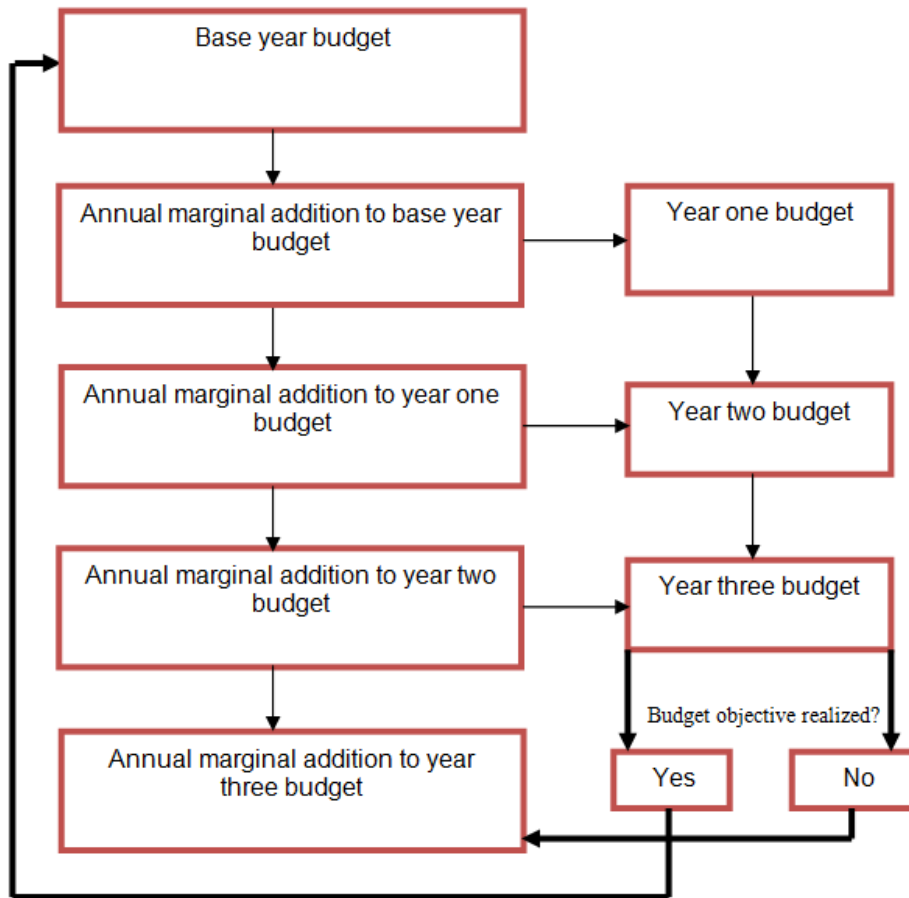 Base year budget
Annual marginal addition to base year
budget
Year one budget
Annual marginal addition to year one
budget
Year two budget
Annual marginal addition to year two
budget
Year three budget
Budget objective realized?
Annual marginal addition to year
three budget
Yes
No